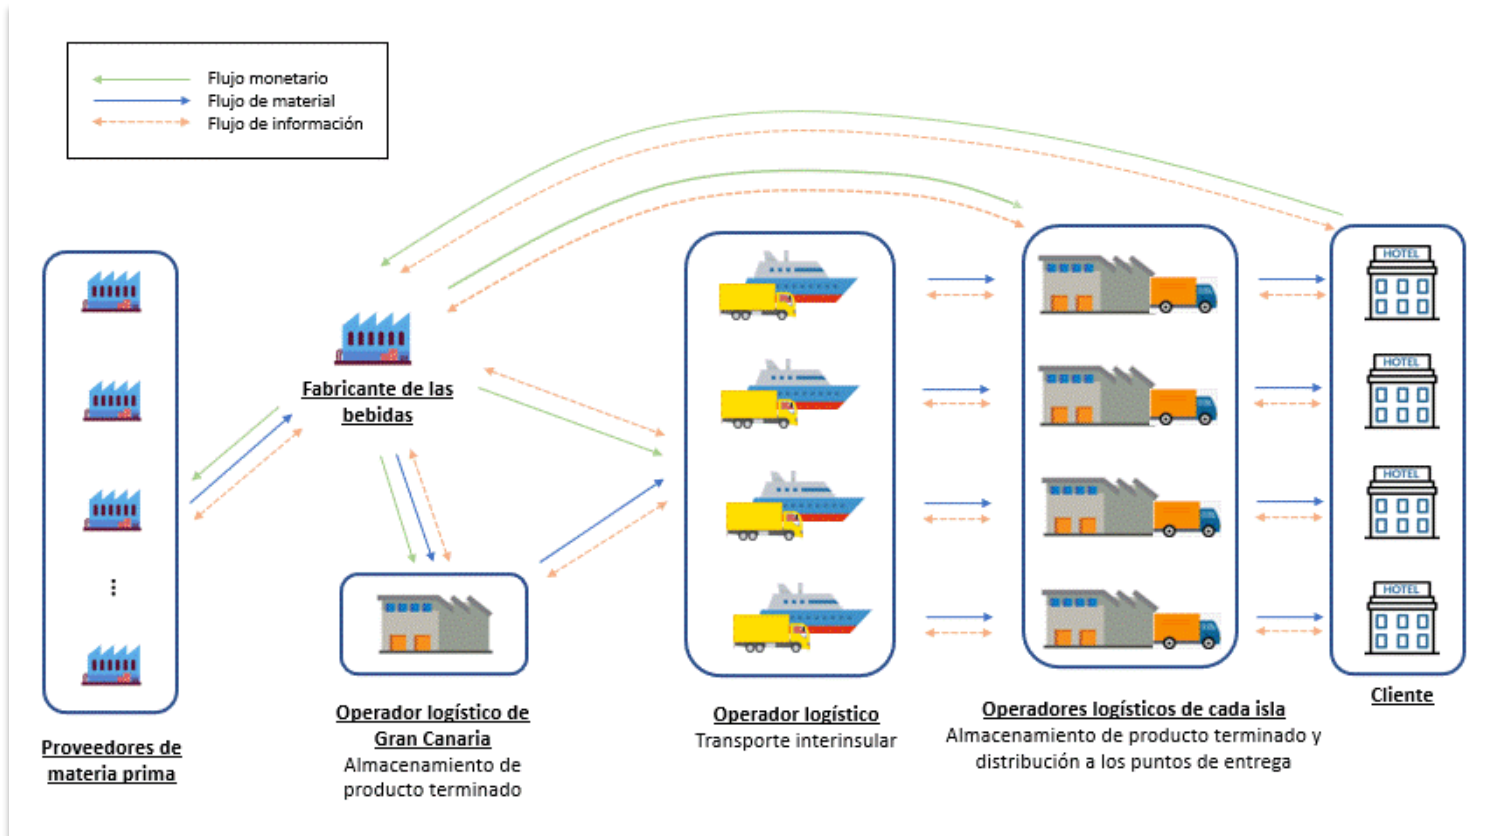 Flujo monetario
Flujo de material
Flujo de información
HOTEL
HOTEL
HOTEL
HOTEL
Fabricante de las
bebidas
Proveedores de
materia prima
Operador logístico de
Gran Canaria
Almacenamiento de
producto terminado
Operador logístico
Transporte interinsular
Operadores logísticos de cada isla
Almacenamiento de producto terminado y
distribución a los puntos de entrega
Cliente